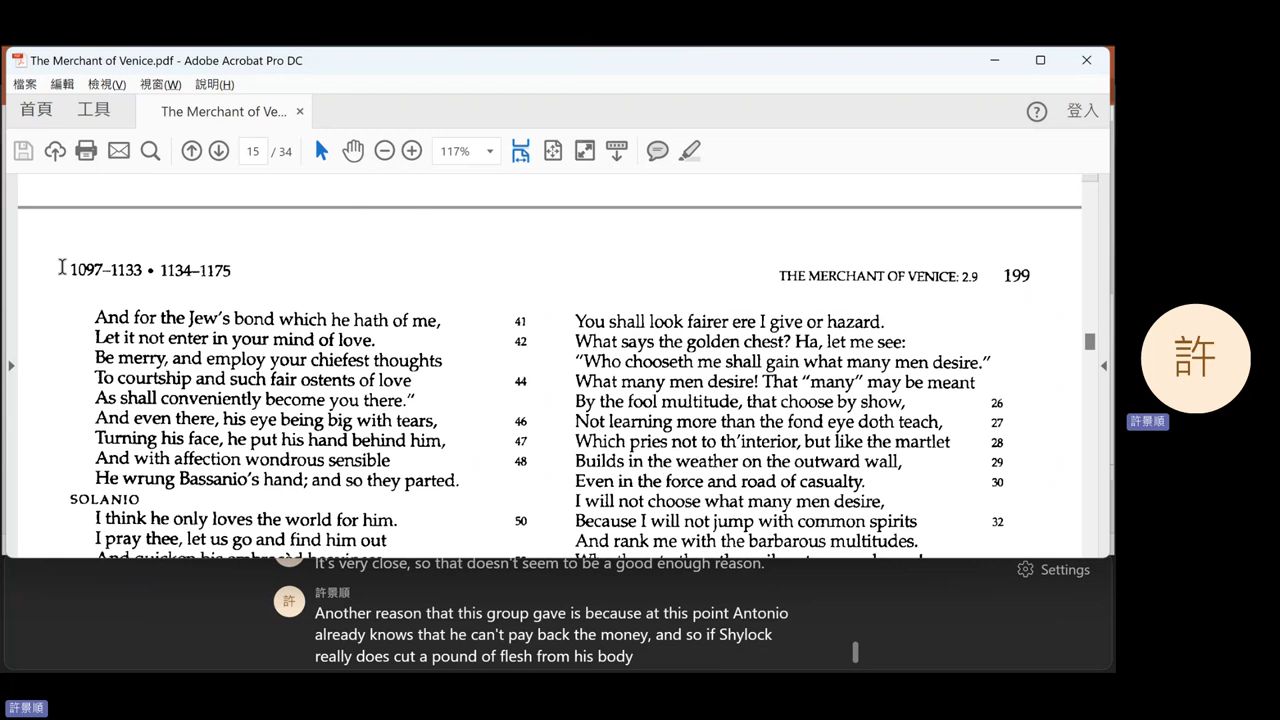 The Merchant of Venice.pdf - Adobe Acrobat Pro DC
檔案 編輯 檢視(V) 視窗(W) 說明(H)
首頁 工具 The Merchant of Ve... × ? 登入
15 / 34 117%
1097–1133 • 1134–1175
THE MERCHANT OF VENICE: 2.9 199
And for the Jew's bond which he hath of me, 41
Let it not enter in your mind of love. 42
Be merry, and employ your chiefest thoughts
To courtship and such fair ostents of love 44
As shall conveniently become you there."
And even there, his eye being big with tears, 46
Turning his face, he put his hand behind him, 47
And with affection wondrous sensible 48
He wrung Bassanio's hand; and so they parted.
SOLANIO
I think he only loves the world for him. 50
I pray thee, let us go and find him out
You shall look fairer ere I give or hazard.
What says the golden chest? Ha, let me see:
"Who chooseth me shall gain what many men desire."
What many men desire! That "many" may be meant
By the fool multitude, that choose by show, 26
Not learning more than the fond eye doth teach, 27
Which pries not to th'interior, but like the martlet 28
Builds in the weather on the outward wall, 29
Even in the force and road of casualty. 30
I will not choose what many men desire,
Because I will not jump with common spirits 32
And rank me with the barbarous multitudes.
It's very close, so that doesn't seem to be a good enough reason.
Settings
許 許景順
Another reason that this group gave is because at this point Antonio
already knows that he can't pay back the money, and so if Shylock
really does cut a pound of flesh from his body
許
許景順
許景順